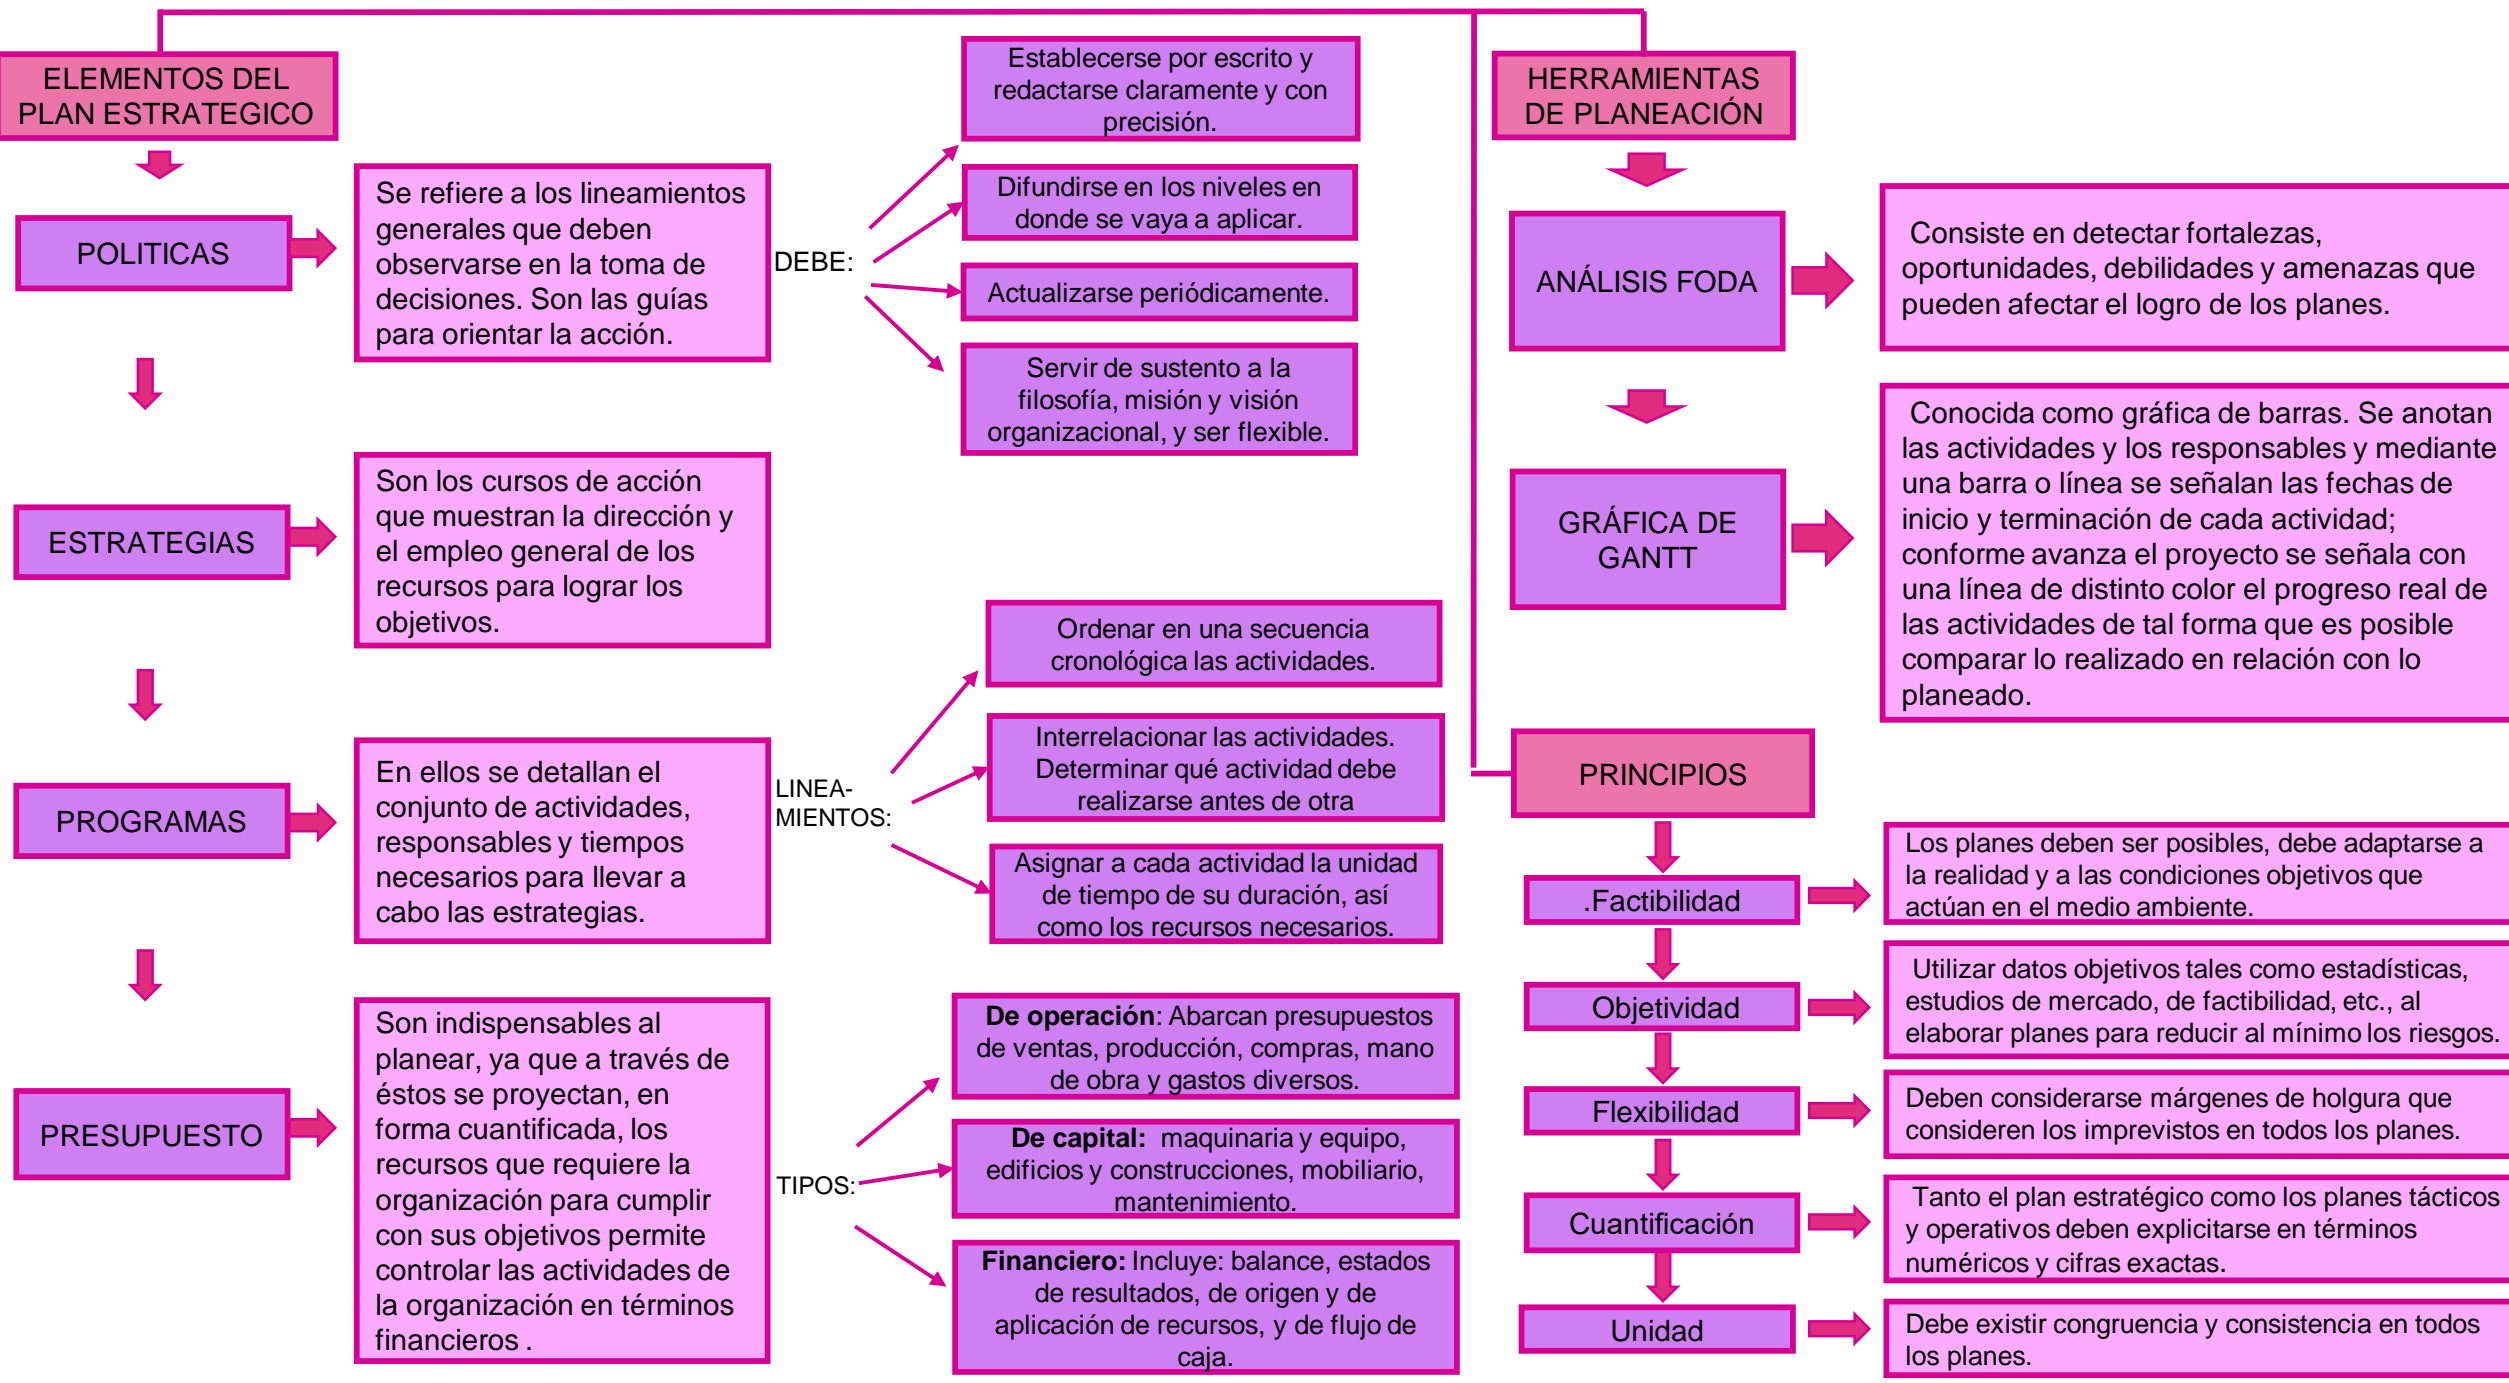 ELEMENTOS DEL
PLAN ESTRATEGICO
POLITICAS
Se refiere a los lineamientos
generales que deben
observarse en la toma de
decisiones. Son las guías
para orientar la acción.
DEBE:
Establecerse por escrito y
redactarse claramente y con
precisión.
Difundirse en los niveles en
donde se vaya a aplicar.
Actualizarse periódicamente.
Servir de sustento a la
filosofía, misión y visión
organizacional, y ser flexible.
ESTRATEGIAS
Son los cursos de acción
que muestran la dirección y
el empleo general de los
recursos para lograr los
objetivos.
PROGRAMAS
En ellos se detallan el
conjunto de actividades,
responsables y tiempos
necesarios para llevar a
cabo las estrategias.
LINEA-
MIENTOS:
Ordenar en una secuencia
cronológica las actividades.
Interrelacionar las actividades.
Determinar qué actividad debe
realizarse antes de otra
Asignar a cada actividad la unidad
de tiempo de su duración, así
como los recursos necesarios.
PRESUPUESTO
Son indispensables al
planear, ya que a través de
éstos se proyectan, en
forma cuantificada, los
recursos que requiere la
organización para cumplir
con sus objetivos permite
controlar las actividades de
la organización en términos
financieros .
TIPOS:
De operación: Abarcan presupuestos
de ventas, producción, compras, mano
de obra y gastos diversos.
De capital: maquinaria y equipo,
edificios y construcciones, mobiliario,
mantenimiento.
Financiero: Incluye: balance, estados
de resultados, de origen y de
aplicación de recursos, y de flujo de
caja.
HERRAMIENTAS
DE PLANEACIÓN
ANÁLISIS FODA
Consiste en detectar fortalezas,
oportunidades, debilidades y amenazas que
pueden afectar el logro de los planes.
GRÁFICA DE
GANTT
Conocida como gráfica de barras. Se anotan
las actividades y los responsables y mediante
una barra o línea se señalan las fechas de
inicio y terminación de cada actividad;
conforme avanza el proyecto se señala con
una línea de distinto color el progreso real de
las actividades de tal forma que es posible
comparar lo realizado en relación con lo
planeado.
PRINCIPIOS
.Factibilidad
Los planes deben ser posibles, debe adaptarse a
la realidad y a las condiciones objetivos que
actúan en el medio ambiente.
Objetividad
Utilizar datos objetivos tales como estadísticas,
estudios de mercado, de factibilidad, etc., al
elaborar planes para reducir al mínimo los riesgos.
Flexibilidad
Deben considerarse márgenes de holgura que
consideren los imprevistos en todos los planes.
Cuantificación
Tanto el plan estratégico como los planes tácticos
y operativos deben explicitarse en términos
numéricos y cifras exactas.
Unidad
Debe existir congruencia y consistencia en todos
los planes.